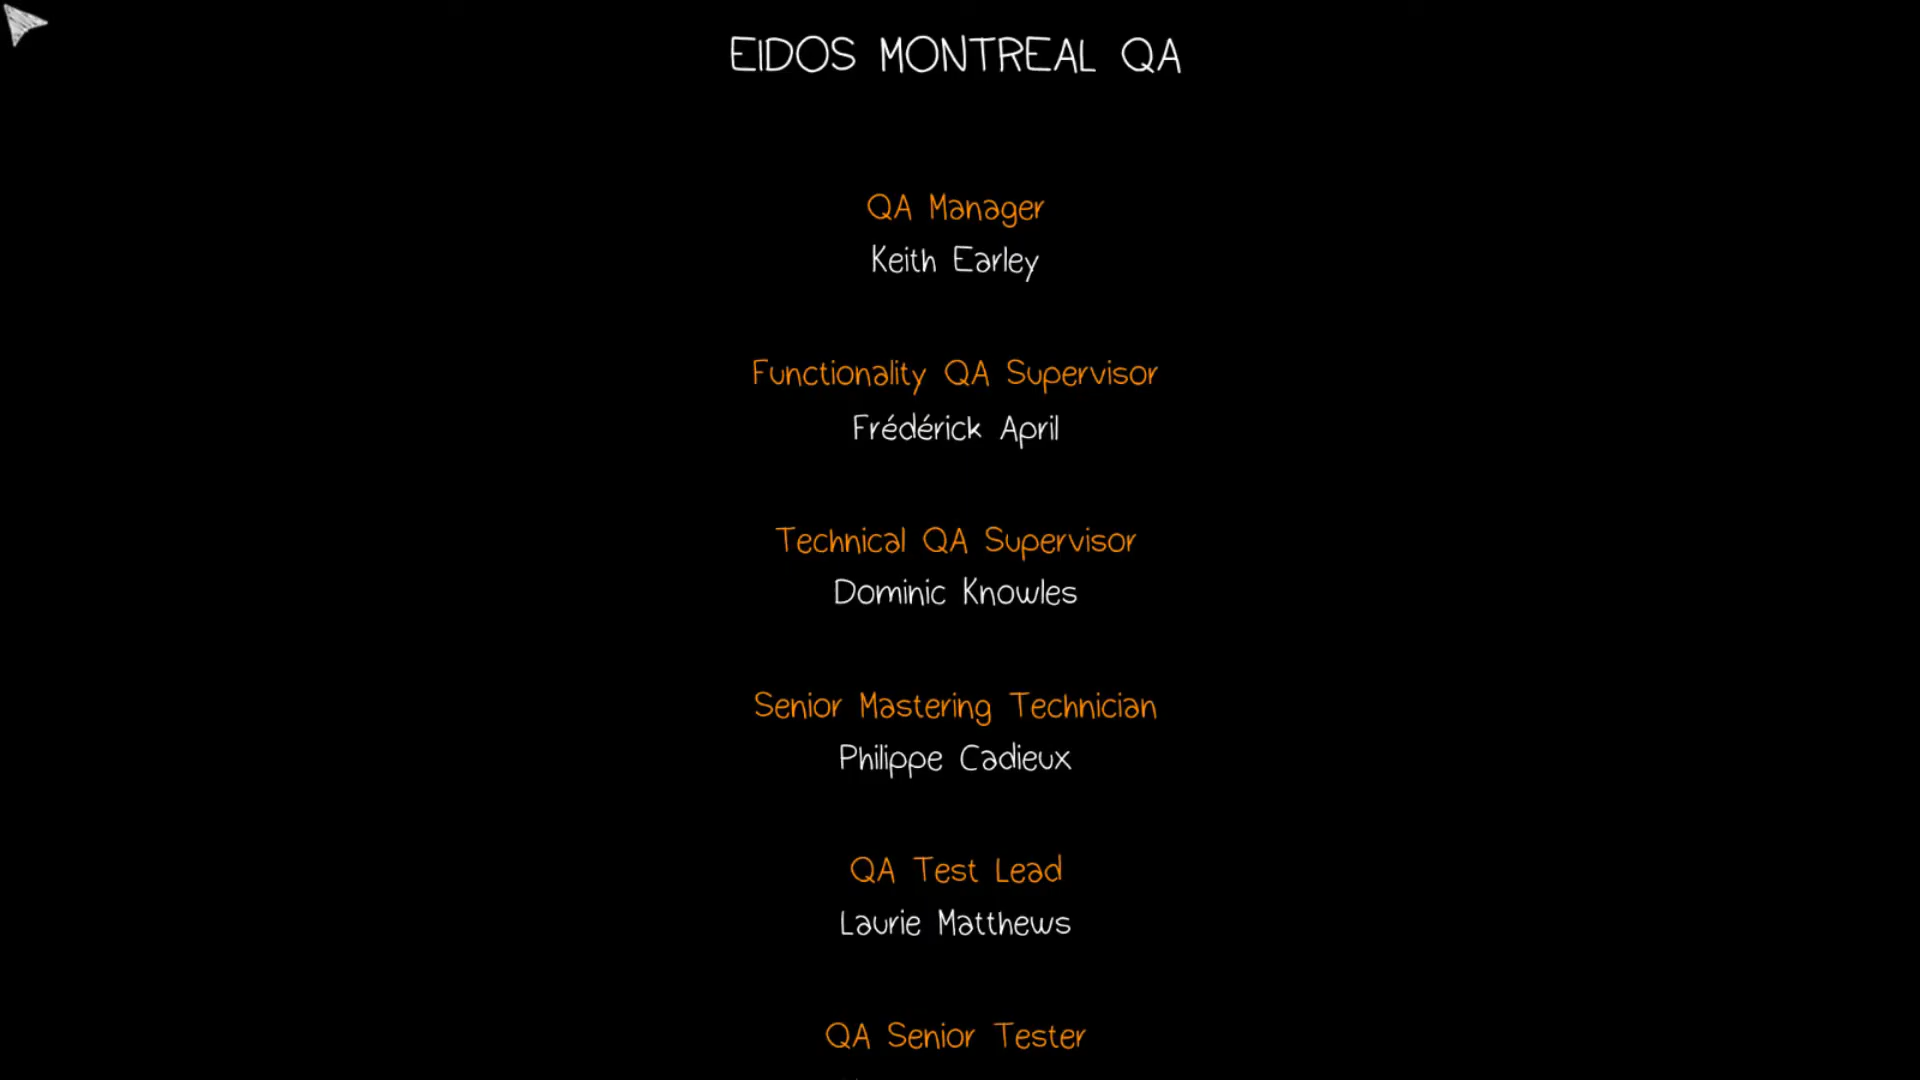 EIDOS MONTREAL QA
QA Manager
Keith Earley
Functionality QA Supervisor
Frédérick April
Technical QA Supervisor
Dominic Knowles
Senior Mastering Technician
Philippe Cadieux
QA Test Lead
Laurie Matthews
QA Senior Tester